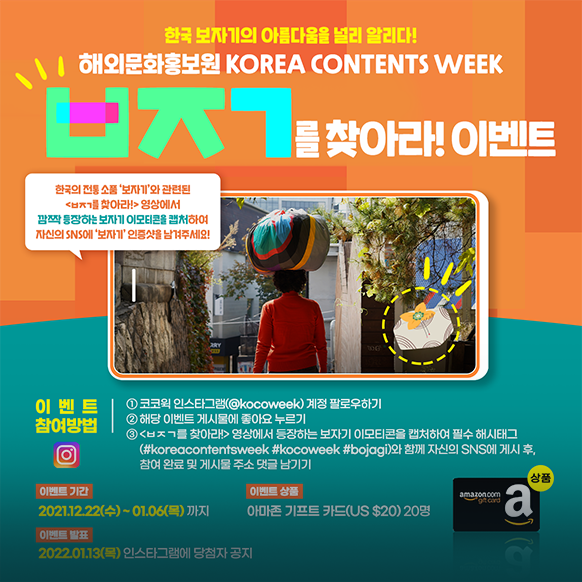 한국 보자기의 아름다움을 널리 알리다!
해외문화홍보원 KOREA CONTENTS WEEK
ㅂㅈㄱ를 찾아라! 이벤트
한국의 전통 소품 '보자기'와 관련된
<ㅂㅈㄱ를 찾아라!> 영상에서
깜짝 등장하는 보자기 이모티콘을 캡처하여
자신의 SNS에 '보자기' 인증샷을 남겨주세요!
이 벤 트
참여방법
① 코코윅 인스타그램(@kocoweek) 계정 팔로우하기
② 해당 이벤트 게시물에 좋아요 누르기
③ <ㅂㅈㄱ를 찾아라!> 영상에서 등장하는 보자기 이모티콘을 캡처하여 필수 해시태그
(#koreacontentsweek #kocoweek #bojagi)와 함께 자신의 SNS에 게시 후,
참여 완료 및 게시물 주소 댓글 남기기
이벤트 기간
2021.12.22(수) ~ 01.06(목) 까지
이벤트 상품
아마존 기프트 카드(US $20) 20명
상품
amazon.com
gift card
a
이벤트 발표
2022.01.13(목) 인스타그램에 당첨자 공지